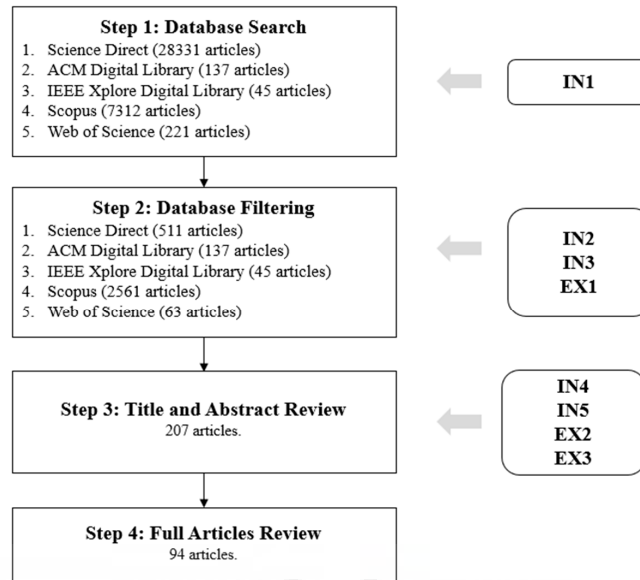 Step 1: Database Search
1. Science Direct (28331 articles)
2. ACM Digital Library (137 articles)
3. IEEE Xplore Digital Library (45 articles)
4. Scopus (7312 articles)
5. Web of Science (221 articles)
IN1
Step 2: Database Filtering
1. Science Direct (511 articles)
2. ACM Digital Library (137 articles)
3. IEEE Xplore Digital Library (45 articles)
4. Scopus (2561 articles)
5. Web of Science (63 articles)
IN2
IN3
EX1
Step 3: Title and Abstract Review
207 articles.
IN4
IN5
EX2
EX3
Step 4: Full Articles Review
94 articles.